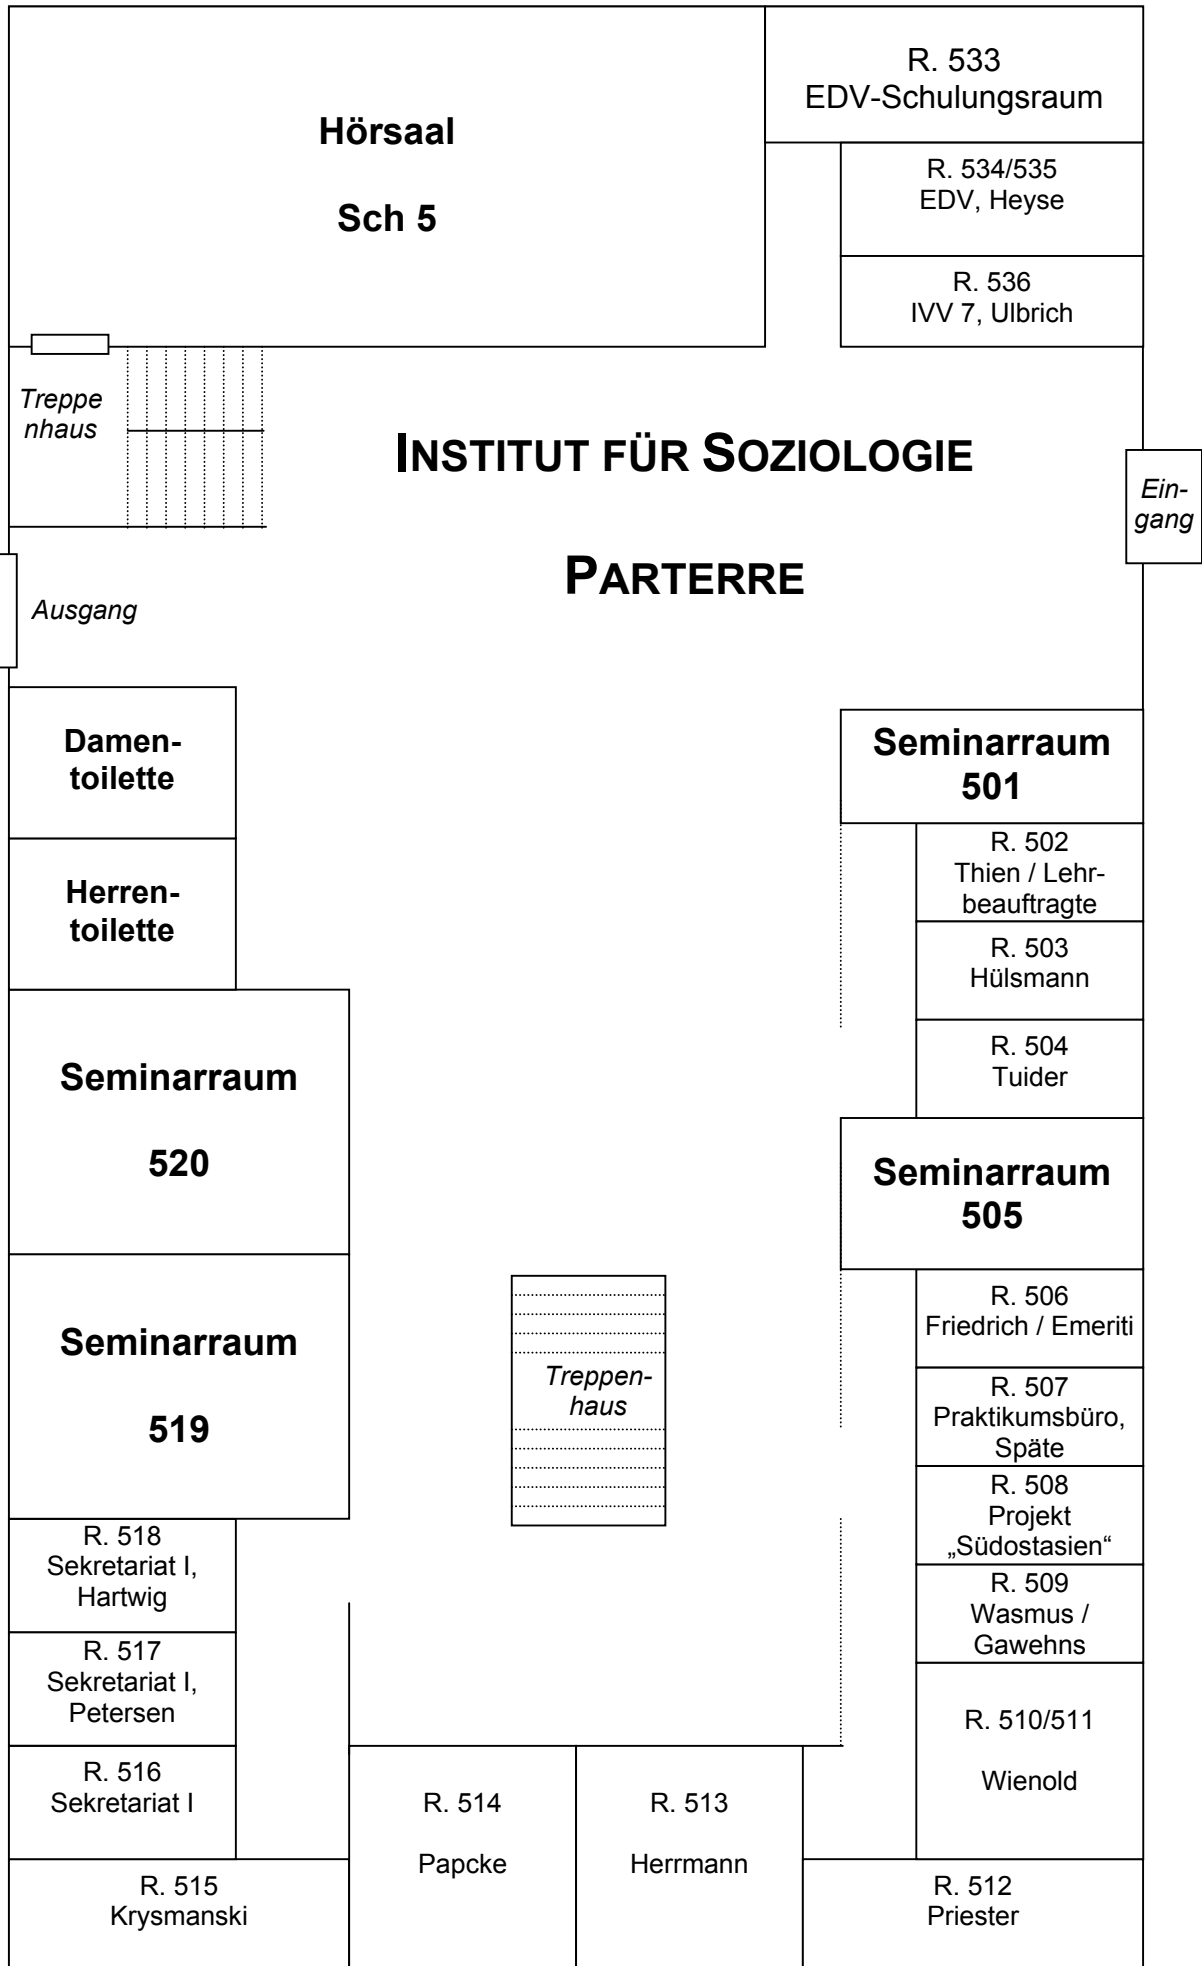 Hörsaal
Sch 5
R. 533
EDV-Schulungsraum
R. 534/535
EDV, Heyse
R. 536
IVV 7, Ulbrich
Treppe
nhaus
INSTITUT FÜR SOZIOLOGIE
PARTERRE
Ein-
gang
Ausgang
Damen-
toilette
Herren-
toilette
Seminarraum
520
Seminarraum
519
R. 518
Sekretariat I,
Hartwig
R. 517
Sekretariat I,
Petersen
R. 516
Sekretariat I
R. 515
Krysmanski
Treppen-
haus
R. 514
Papcke
R. 513
Herrmann
Seminarraum
501
R. 502
Thien / Lehr-
beauftragte
R. 503
Hülsmann
R. 504
Tuider
Seminarraum
505
R. 506
Friedrich / Emeriti
R. 507
Praktikumsbüro,
Späte
R. 508
Projekt
„Südostasien“
R. 509
Wasmus /
Gawehns
R. 510/511
Wienold
R. 512
Priester